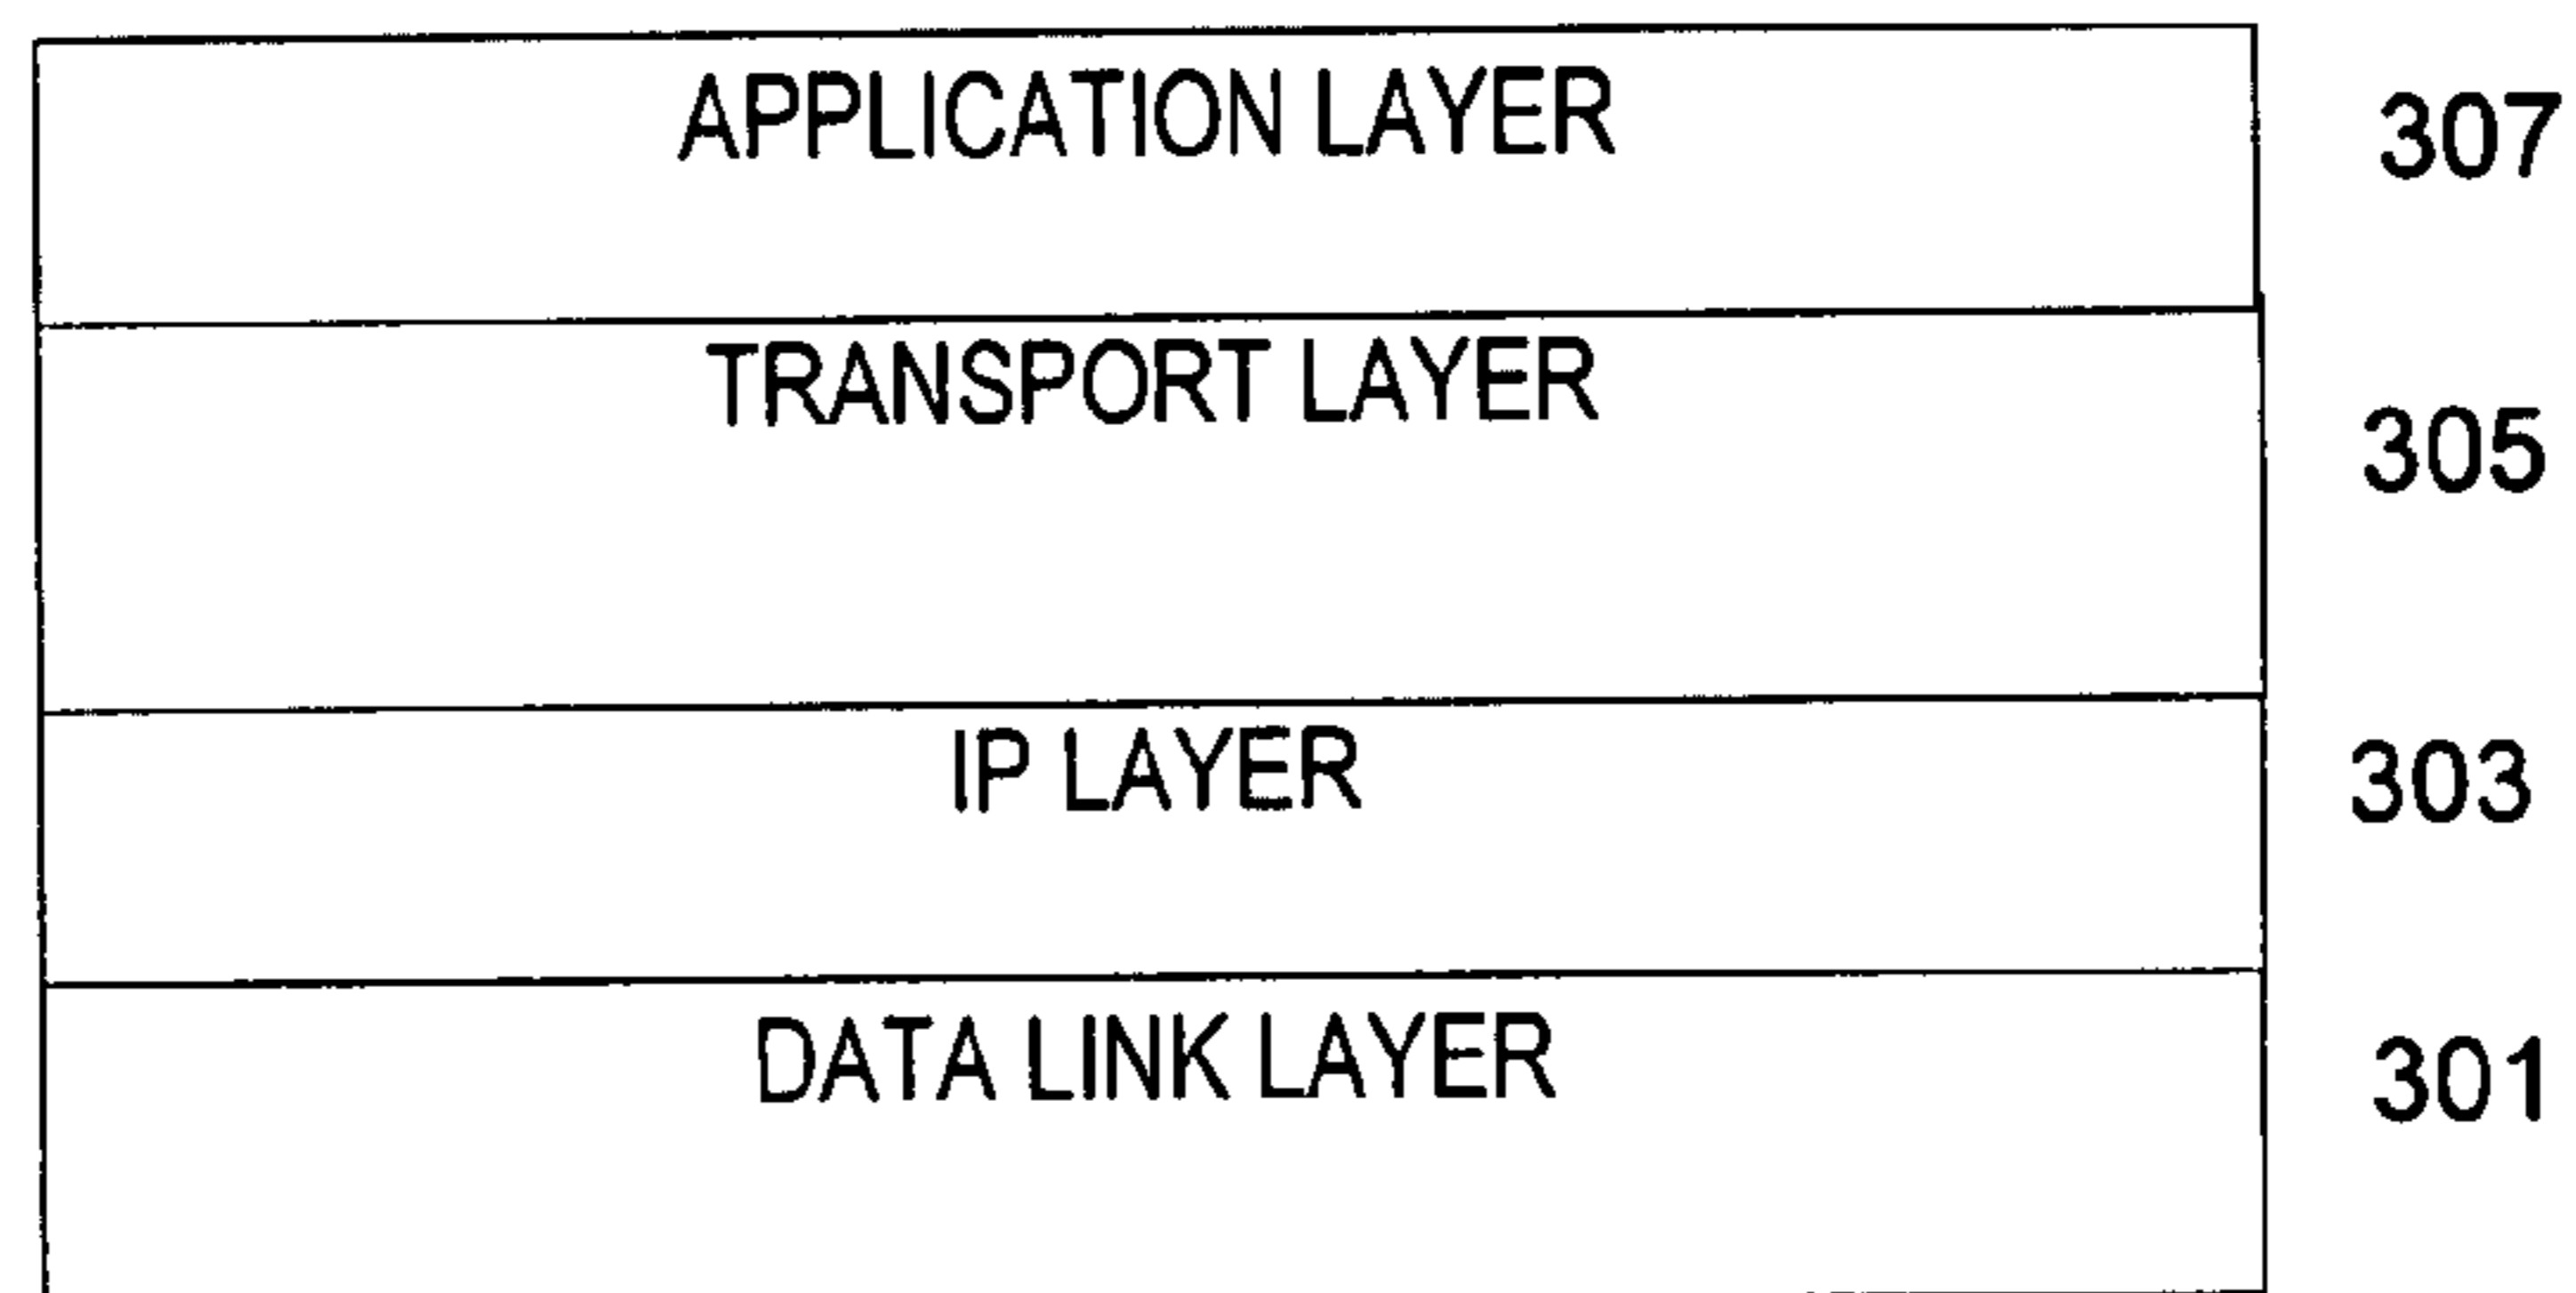 APPLICATION LAYER 307
TRANSPORT LAYER 305
IP LAYER 303
DATA LINK LAYER 301